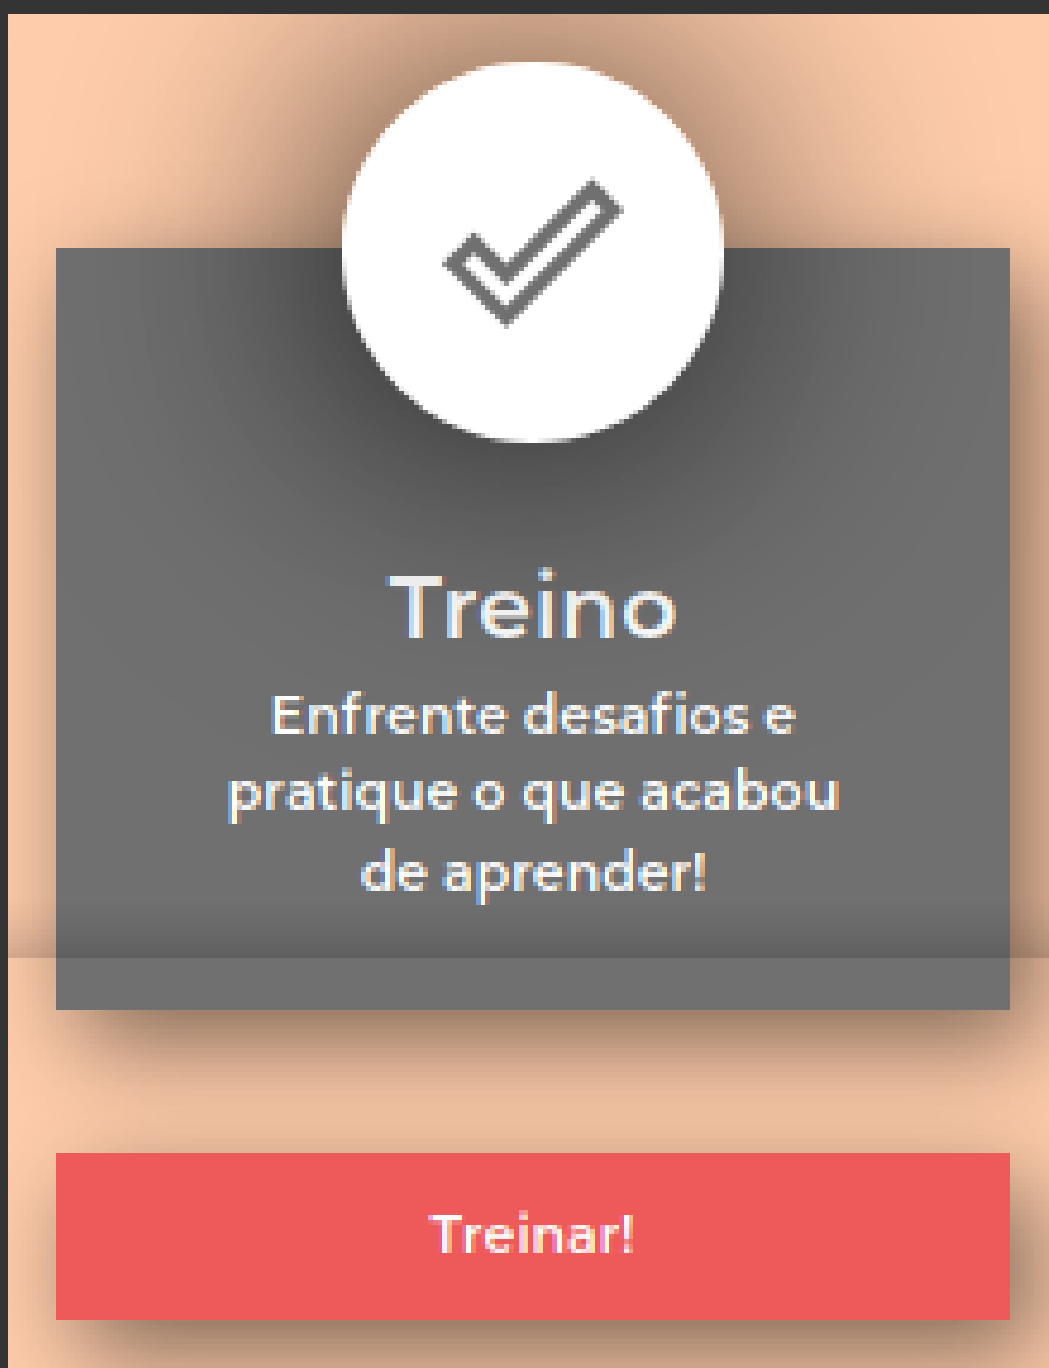 Treino
Enfrente desafios e
pratique o que acabou
de aprender!
Treinar!